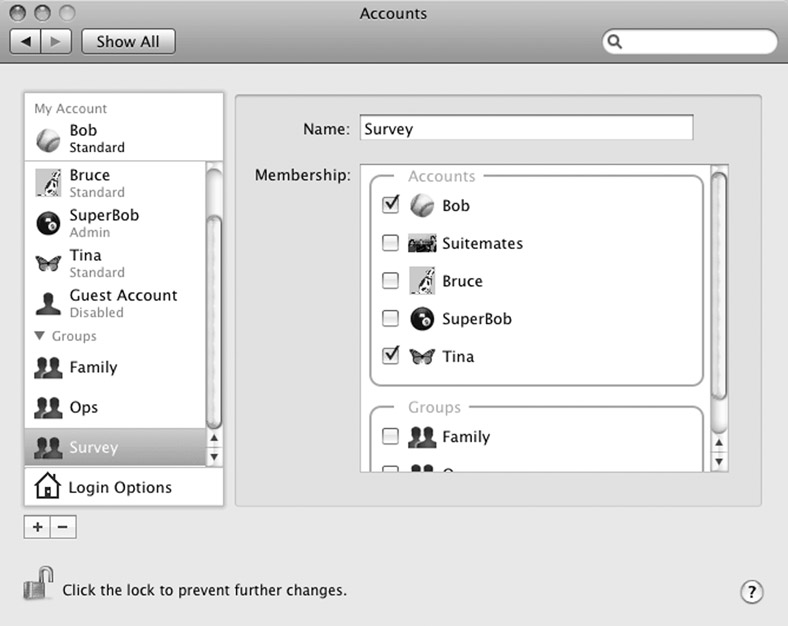 Accounts
Show All
My Account
Bob
Standard
Bruce
Standard
SuperBob
Admin
Tina
Standard
Guest Account
Disabled
Groups
Family
Ops
Survey
Login Options
Name: Survey
Membership:
Accounts
Bob
Suitemates
Bruce
SuperBob
Tina
Groups
Family
+ −
Click the lock to prevent further changes.
?